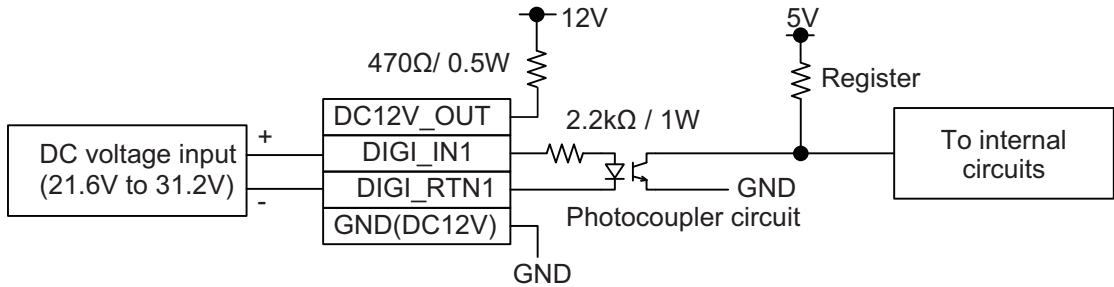 12V
5V
470Ω/ 0.5W
Register
DC12V_OUT
2.2kΩ / 1W
DC voltage input
(21.6V to 31.2V)
+
-
DIGI_IN1
DIGI_RTN1
GND(DC12V)
GND
Photocoupler circuit
To internal
circuits
GND